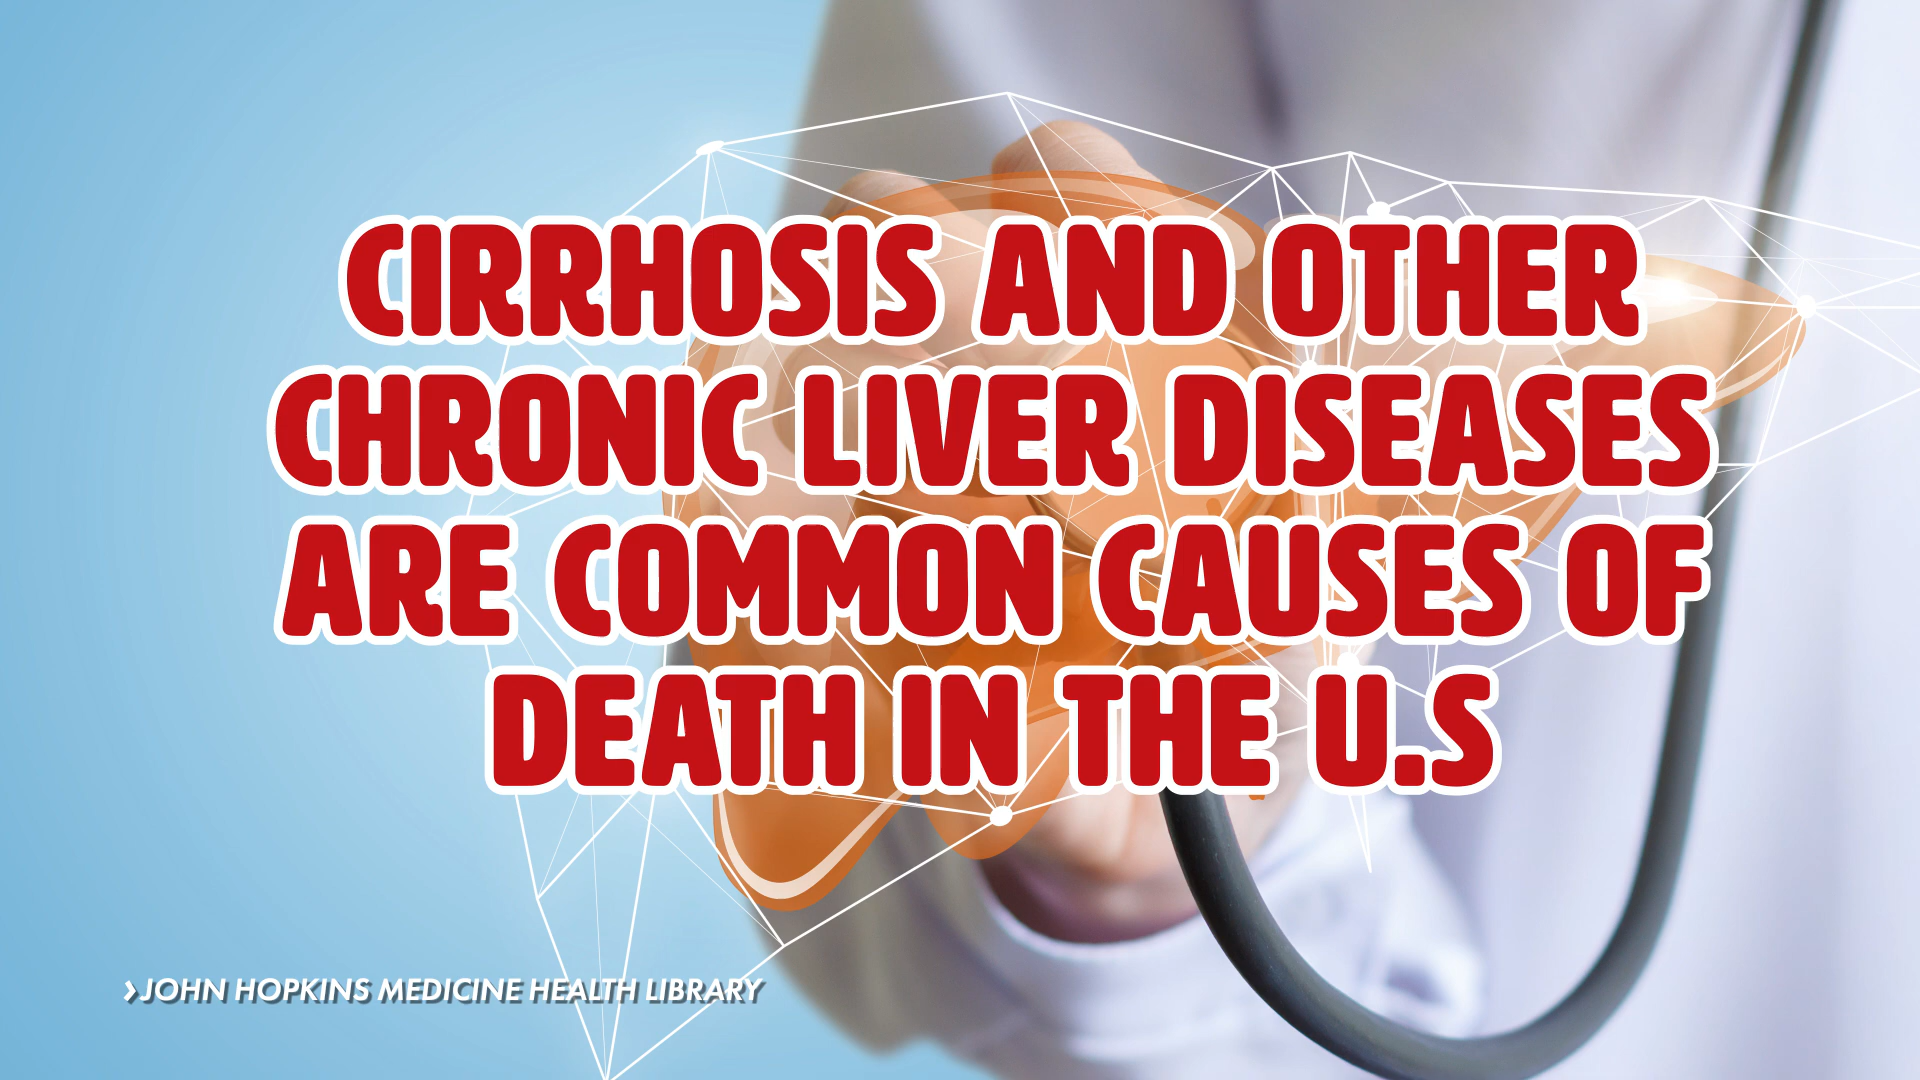 CIRRHOSIS AND OTHER
CHRONIC LIVER DISEASES
ARE COMMON CAUSES OF
DEATH IN THE U.S
›JOHN HOPKINS MEDICINE HEALTH LIBRARY